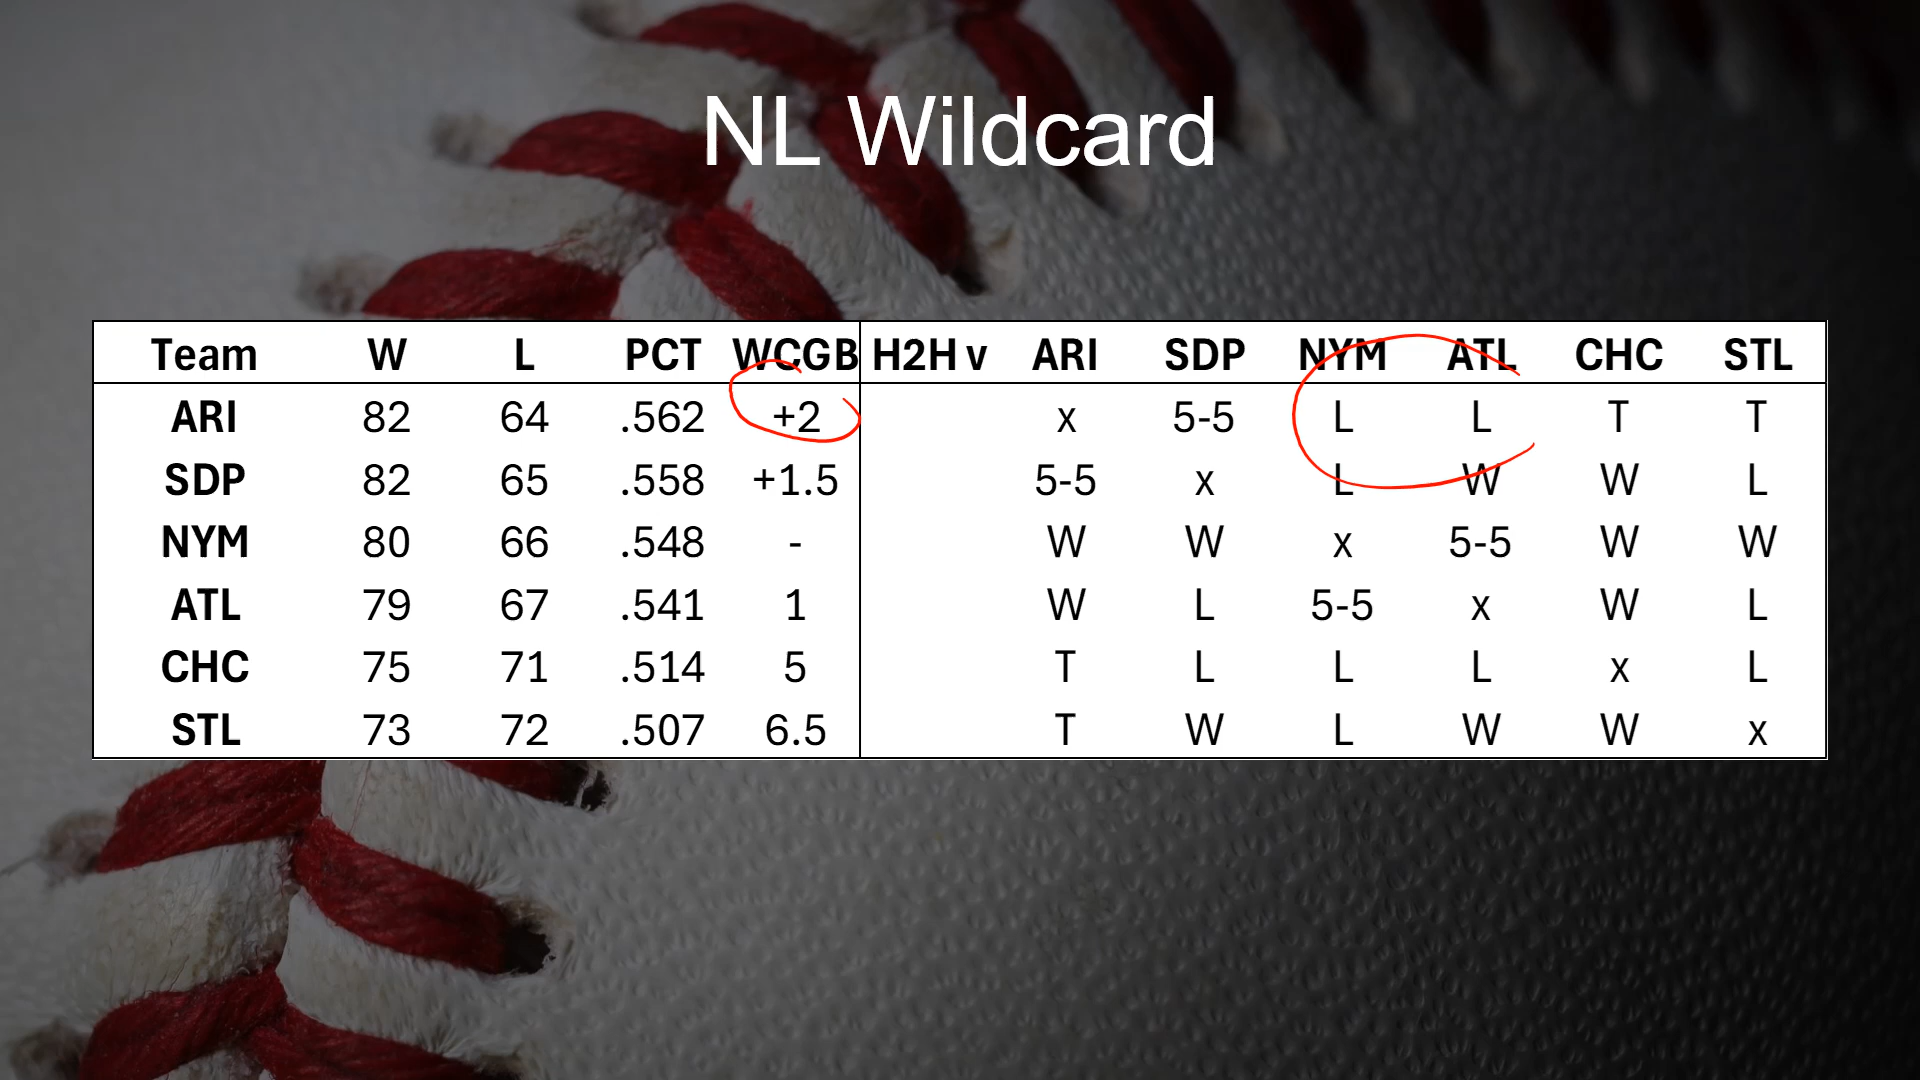 NL Wildcard
Team W L PCT WCGB H2H v ARI SDP NYM ATL CHC STL
ARI 82 64 .562 +2 x 5-5 L L T T
SDP 82 65 .558 +1.5 5-5 x L W W L
NYM 80 66 .548 - W W x 5-5 W W
ATL 79 67 .541 1 W L 5-5 x W L
CHC 75 71 .514 5 T L L L x L
STL 73 72 .507 6.5 T W L W W x